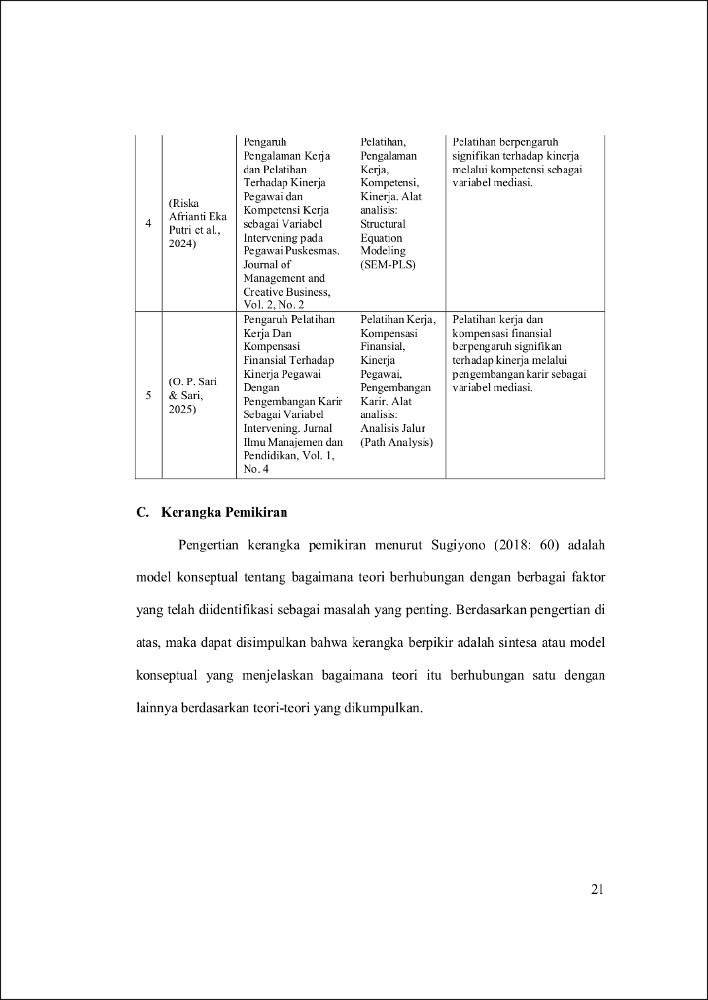 4
(Riska
Afrianti Eka
Putri et al.,
2024)
Pengaruh
Pengalaman Kerja
dan Pelatihan
Terhadap Kinerja
Pegawai dan
Kompetensi Kerja
sebagai Variabel
Intervening pada
Pegawai Puskesmas.
Journal of
Management and
Creative Business,
Vol. 2, No. 2
Pelatihan,
Pengalaman
Kerja,
Kompetensi,
Kinerja. Alat
analisis:
Structural
Equation
Modeling
(SEM-PLS)
Pelatihan berpengaruh
signifikan terhadap kinerja
melalui kompetensi sebagai
variabel mediasi.
5
(O. P. Sari
& Sari,
2025)
Pengaruh Pelatihan
Kerja Dan
Kompensasi
Finansial Terhadap
Kinerja Pegawai
Dengan
Pengembangan Karir
Sebagai Variabel
Intervening. Jurnal
Ilmu Manajemen dan
Pendidikan, Vol. 1,
No. 4
Pelatihan Kerja,
Kompensasi
Finansial,
Kinerja
Pegawai,
Pengembangan
Karir. Alat
analisis:
Analisis Jalur
(Path Analysis)
Pelatihan kerja dan
kompensasi finansial
berpengaruh signifikan
terhadap kinerja melalui
pengembangan karir sebagai
variabel mediasi.
C. Kerangka Pemikiran
Pengertian kerangka pemikiran menurut Sugiyono (2018: 60) adalah
model konseptual tentang bagaimana teori berhubungan dengan berbagai faktor
yang telah diidentifikasi sebagai masalah yang penting. Berdasarkan pengertian di
atas, maka dapat disimpulkan bahwa kerangka berpikir adalah sintesa atau model
konseptual yang menjelaskan bagaimana teori itu berhubungan satu dengan
lainnya berdasarkan teori-teori yang dikumpulkan.
21